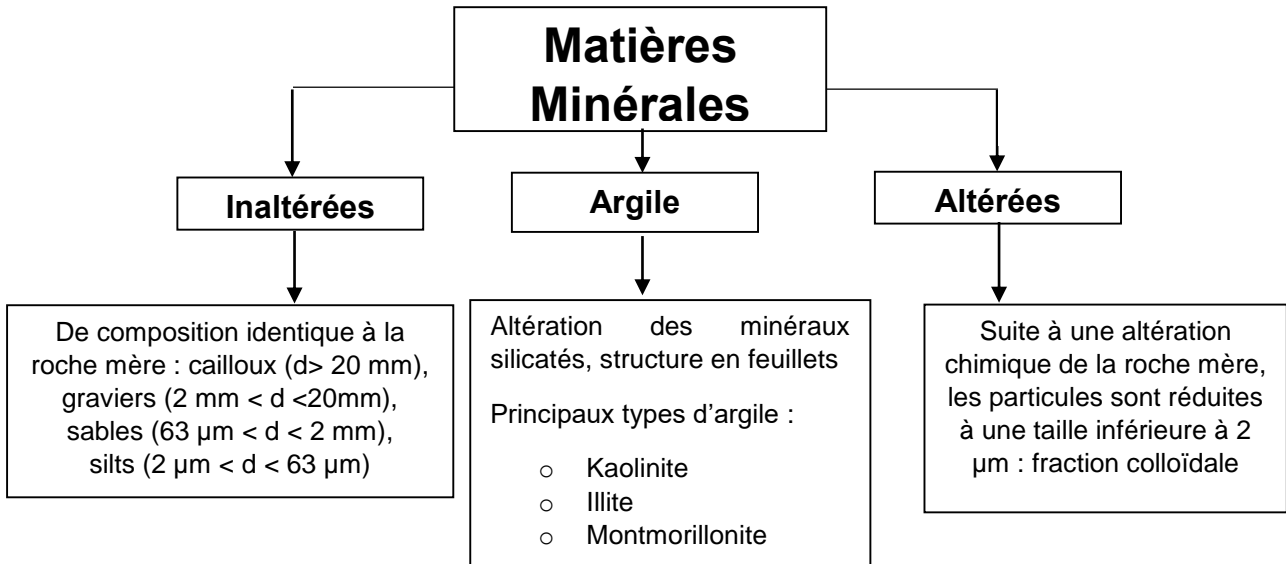 Matières
Minérales
Inaltérées
Argile
Altérées
De composition identique à la
roche mère : cailloux (d> 20 mm),
graviers (2 mm < d <20mm),
sables (63 µm < d < 2 mm),
silts (2 µm < d < 63 µm)
Altération des minéraux
silicatés, structure en feuillets
Principaux types d’argile :
o Kaolinite
o Illite
o Montmorillonite
Suite à une altération
chimique de la roche mère,
les particules sont réduites
à une taille inférieure à 2
µm : fraction colloïdale